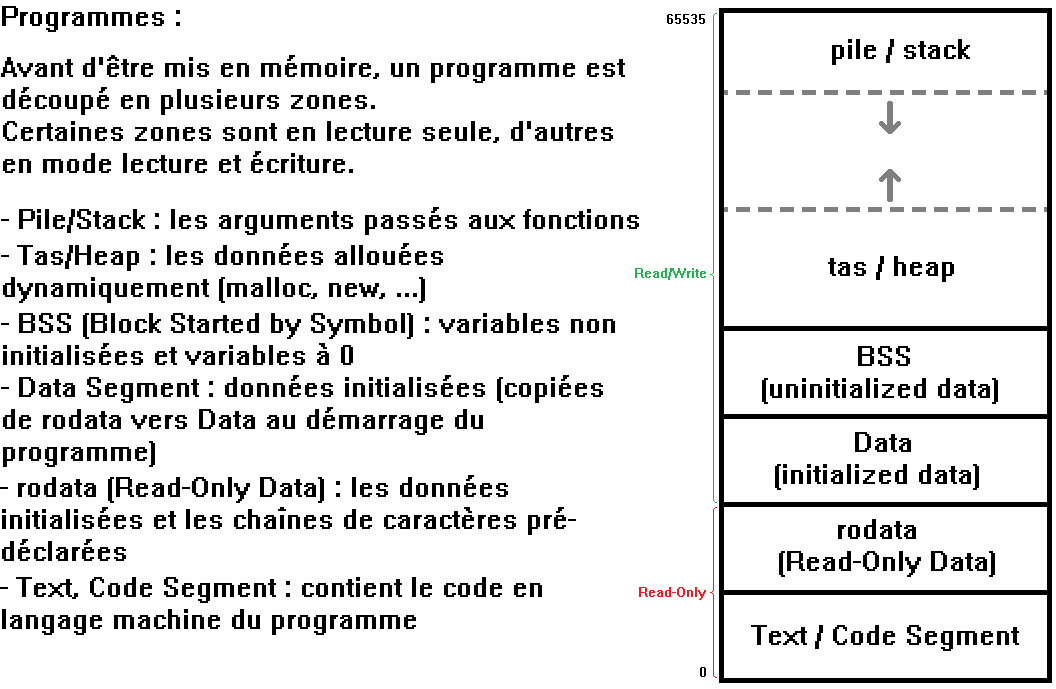 Programmes :
Avant d'être mis en mémoire, un programme est
découpé en plusieurs zones.
Certaines zones sont en lecture seule, d'autres
en mode lecture et écriture.
- Pile/Stack : les arguments passés aux fonctions
- Tas/Heap : les données allouées
dynamiquement (malloc, new, ...)
- BSS (Block Started by Symbol) : variables non
initialisées et variables à 0
- Data Segment : données initialisées (copiées
de rodata vers Data au démarrage du
programme)
- rodata (Read-Only Data) : les données
initialisées et les chaînes de caractères pré-
déclarées
- Text, Code Segment : contient le code en
langage machine du programme
65535
pile / stack
Read/Write
tas / heap
BSS
(uninitialized data)
Data
(initialized data)
rodata
(Read-Only Data)
Read-Only
Text / Code Segment
0